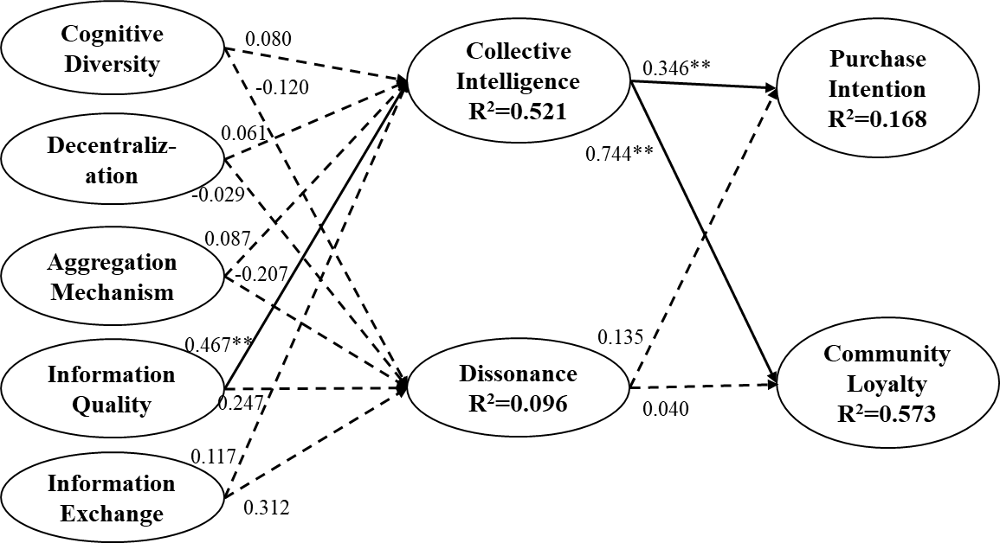 Cognitive
Diversity
0.080
-0.120
Collective
Intelligence
R²=0.521
0.346**
Purchase
Intention
R²=0.168
Decentraliz-
ation
0.061
-0.029
0.744**
Aggregation
Mechanism
0.087
-0.207
Information
Quality
0.467**
0.247
Dissonance
R²=0.096
0.135
0.040
Community
Loyalty
R²=0.573
Information
Exchange
0.117
0.312